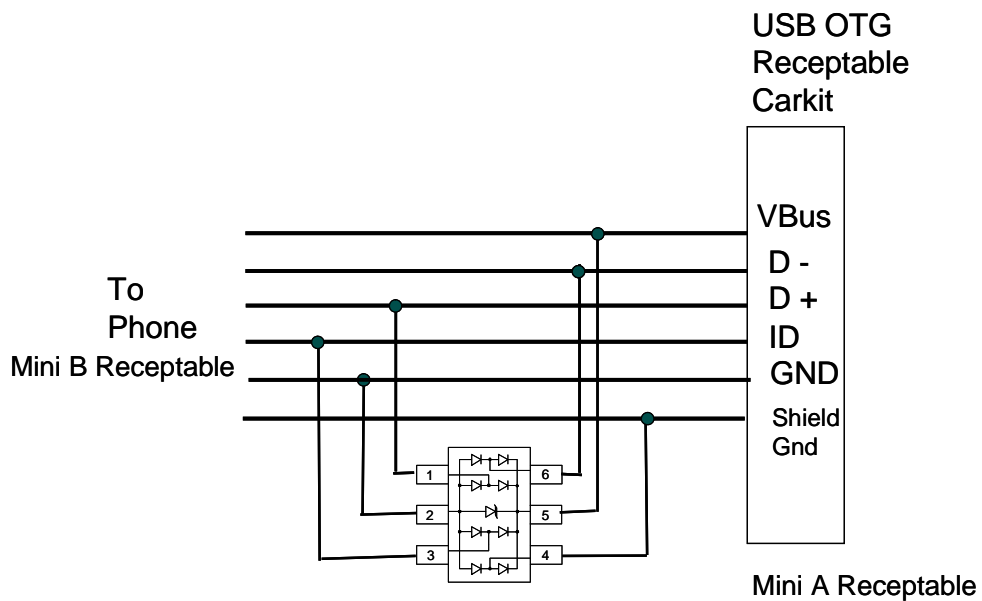 USB OTG
Receptable
Carkit
VBus
D -
D +
ID
GND
Shield
Gnd
To
Phone
Mini B Receptable
1
2
3
6
5
4
Mini A Receptable